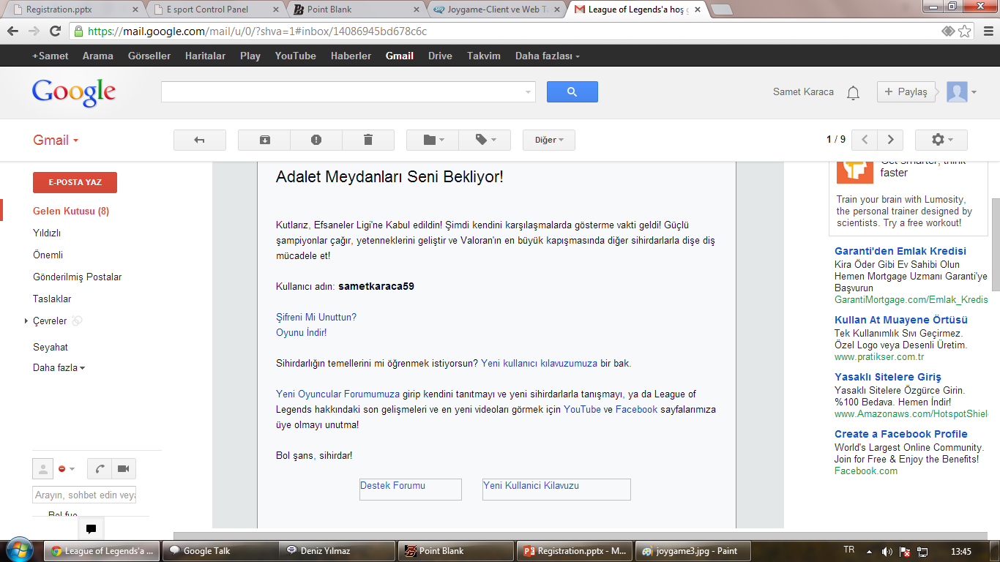 Registration.pptx
E sport Control Panel
Point Blank
Joygame-Client ve Web T
League of Legends'a hoş g
https://mail.google.com/mail/u/0/?shva=1#inbox/14086945bd678c6c
+Samet Arama Görseller Haritalar Play YouTube Haberler Gmail Drive Takvim Daha fazlası
Google
Samet Karaca
+ Paylaş
Gmail
Diğer
1 / 9
E-POSTA YAZ
Gelen Kutusu (8)
Yıldızlı
Önemli
Gönderilmiş Postalar
Taslaklar
Çevreler
Seyahat
Daha fazla
Arayın, sohbet edin veya
Adalet Meydanları Seni Bekliyor!
Kutlarız, Efsaneler Ligi'ne Kabul edildin! Şimdi kendini karşılaşmalarda gösterme vakti geldi! Güçlü
şampiyonlar çağır, yetenneklerini geliştir ve Valoran'ın en büyük kapışmasında diğer sihirdarlarla dişe diş
mücadele et!
Kullanıcı adın: sametkaraca59
Şifreni Mi Unuttun?
Oyunu İndir!
Sihirdarlığın temellerini mi öğrenmek istiyorsun? Yeni kullanıcı kılavuzumuza bir bak.
Yeni Oyuncular Forumumuza girip kendini tanıtmayı ve yeni sihirdarlarla tanışmayı, ya da League of
Legends hakkındaki son gelişmeleri ve en yeni videoları görmek için YouTube ve Facebook sayfalarımıza
üye olmayı unutma!
Bol şans, sihirdar!
Destek Forumu
Yeni Kullanici Kilavuzu
Get smarter, think
faster
Train your brain with Lumosity,
the personal trainer designed by
scientists. Try a free workout!
Garanti'den Emlak Kredisi
Kira Öder Gibi Ev Sahibi Olun
Hemen Mortgage Uzmanı Garanti'ye
Başvurun
GarantiMortgage.com/Emlak_Kredis
Kullan At Muayene Örtüsü
Tek Kullanımlık Sıvı Geçirmez.
Özel Logo veya Desenli Üretim.
www.pratikser.com.tr
Yasaklı Sitelere Giriş
Yasaklı Sitelere Özgürce Girin.
%100 Bedava. Hemen İndir!
www.Amazonaws.com/HotspotShiel
Create a Facebook Profile
World's Largest Online Community.
Join for Free & Enjoy the Benefits!
Facebook.com
League of Legends'a ...
Google Talk
Deniz Yılmaz
Point Blank
Registration.pptx - M...
joygame3.jpg - Paint
TR
13:45